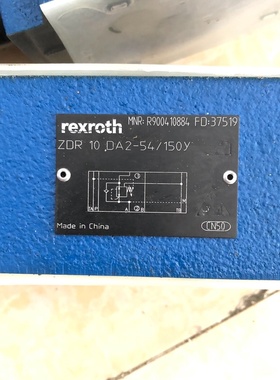 MNR: R900410884 FD:37519
rexroth
ZDR 10 DA2-54/150Y
Made in China
CN50